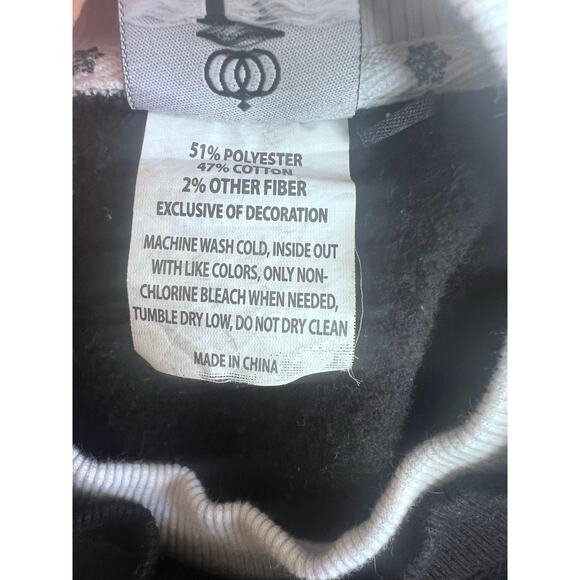 51% POLYESTER
47% COTTON
2% OTHER FIBER
EXCLUSIVE OF DECORATION
MACHINE WASH COLD, INSIDE OUT
WITH LIKE COLORS, ONLY NON-
CHLORINE BLEACH WHEN NEEDED,
TUMBLE DRY LOW, DO NOT DRY CLEAN
MADE IN CHINA